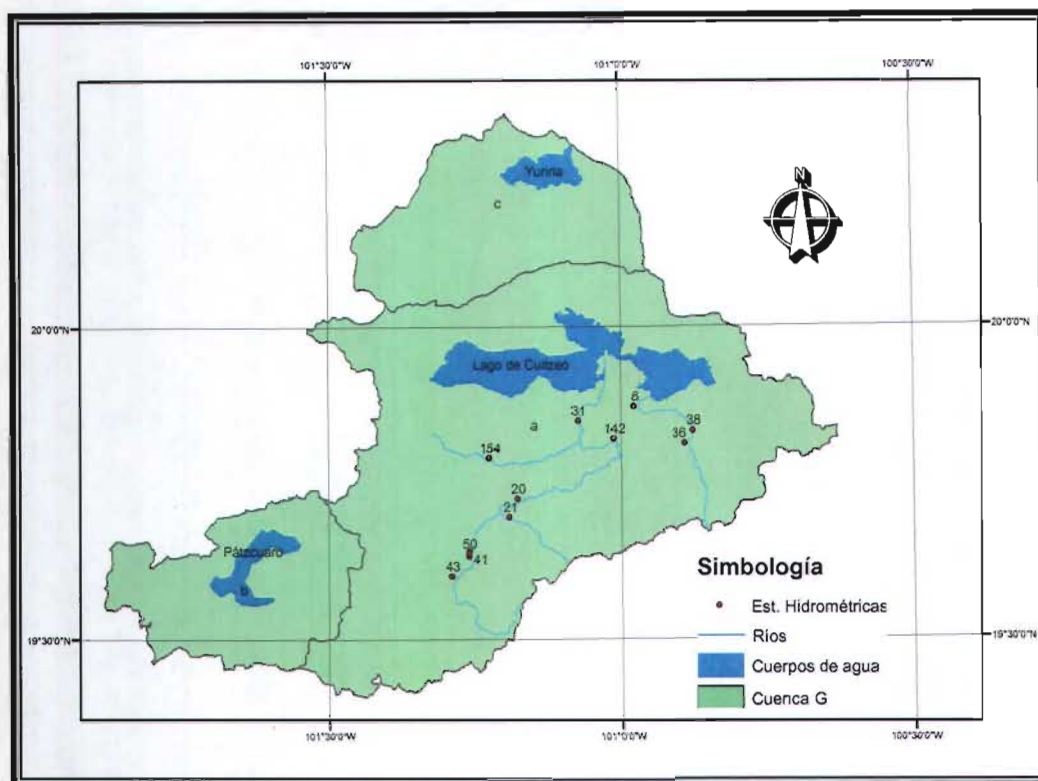 101°30'0"W 101°0'0"W 100°30'0"W
N
Yuriria
c
20°0'0"N 20°0'0"N
Lago de Cuitzeo
a
31
6
142
38
36
154
20
21
50
41
43
Pátzcuaro
b
Simbología
Est. Hidrométricas
Ríos
Cuerpos de agua
Cuenca G
19°30'0"N 19°30'0"N
101°30'0"W 101°0'0"W 100°30'0"W